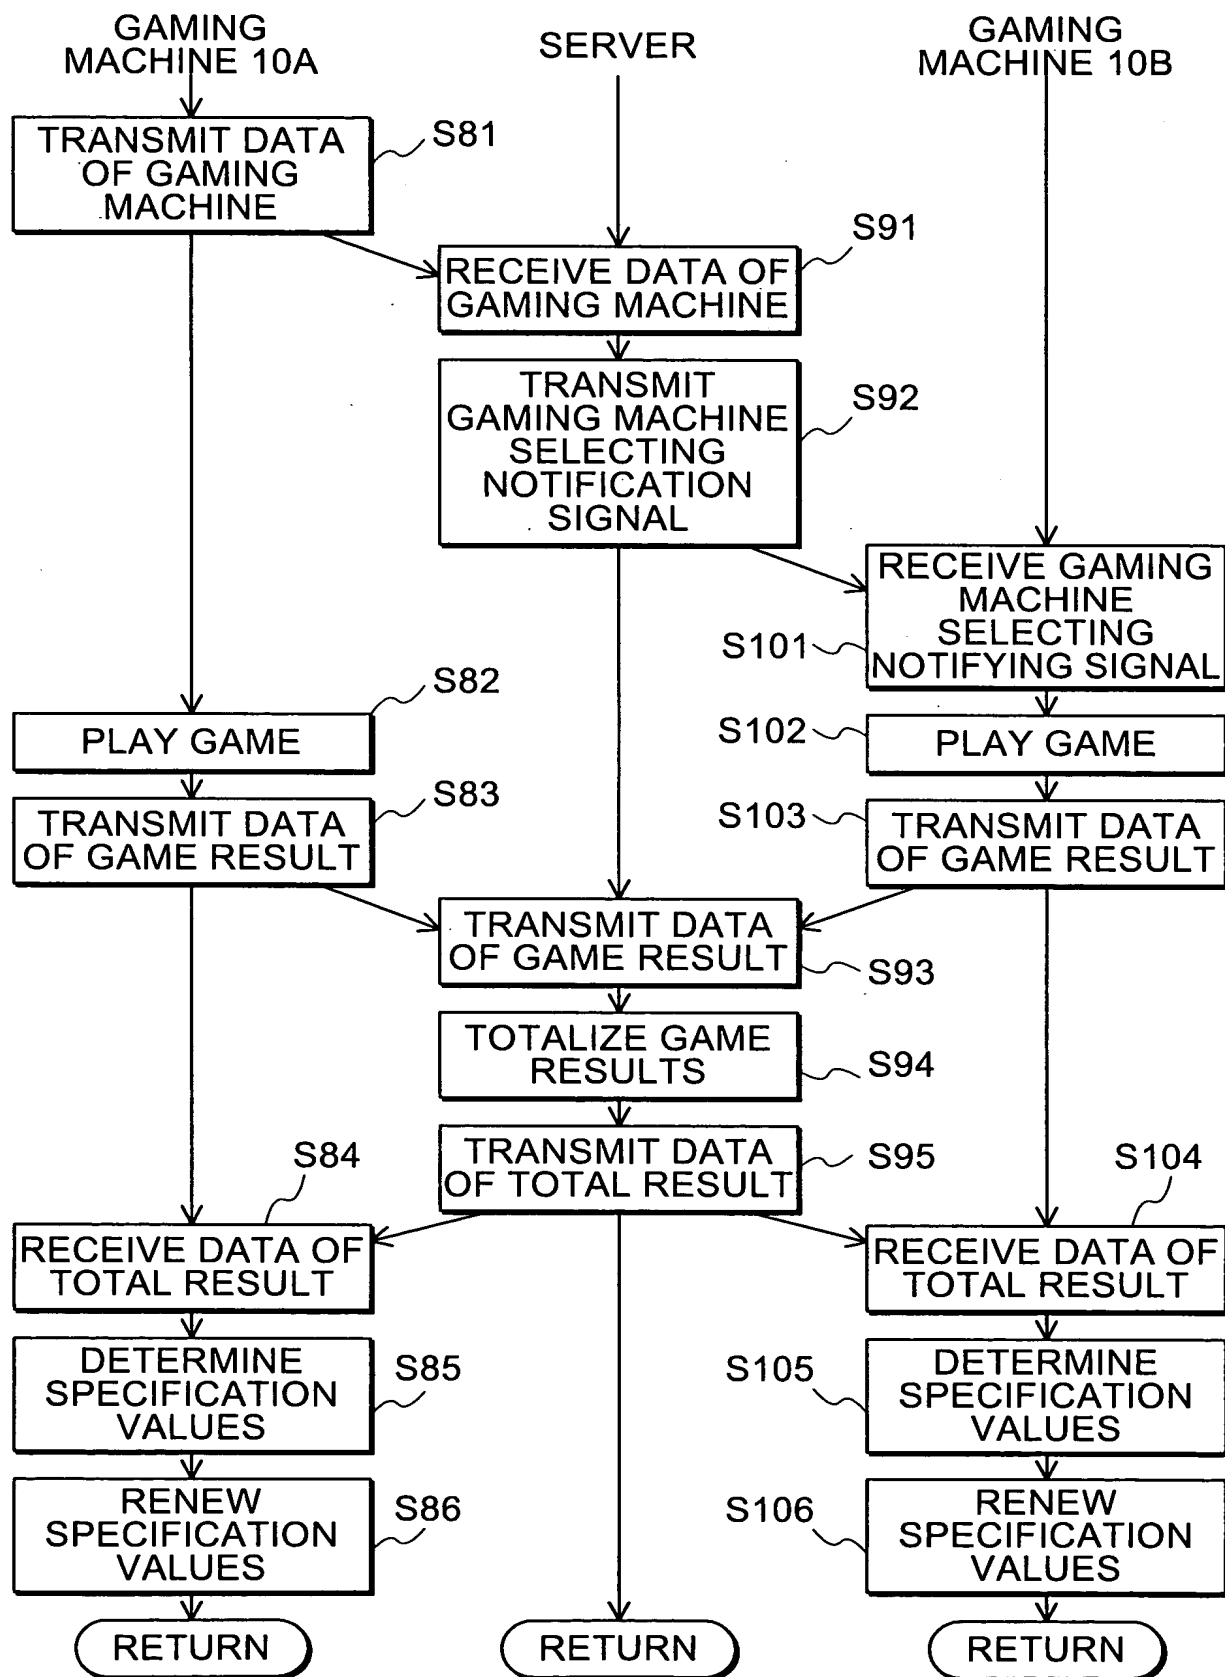 GAMING
MACHINE 10A
SERVER
GAMING
MACHINE 10B
TRANSMIT DATA
OF GAMING
MACHINE
S81
S91
RECEIVE DATA OF
GAMING MACHINE
TRANSMIT
GAMING MACHINE
SELECTING
NOTIFICATION
SIGNAL
S92
RECEIVE GAMING
MACHINE
SELECTING
NOTIFYING SIGNAL
S101
S82
PLAY GAME
S102
PLAY GAME
S83
TRANSMIT DATA
OF GAME RESULT
S103
TRANSMIT DATA
OF GAME RESULT
TRANSMIT DATA
OF GAME RESULT
S93
TOTALIZE GAME
RESULTS
S94
TRANSMIT DATA
OF TOTAL RESULT
S95
S84
S104
RECEIVE DATA OF
TOTAL RESULT
RECEIVE DATA OF
TOTAL RESULT
DETERMINE
SPECIFICATION
VALUES
S85
S105
DETERMINE
SPECIFICATION
VALUES
RENEW
SPECIFICATION
VALUES
S86
S106
RENEW
SPECIFICATION
VALUES
RETURN
RETURN
RETURN